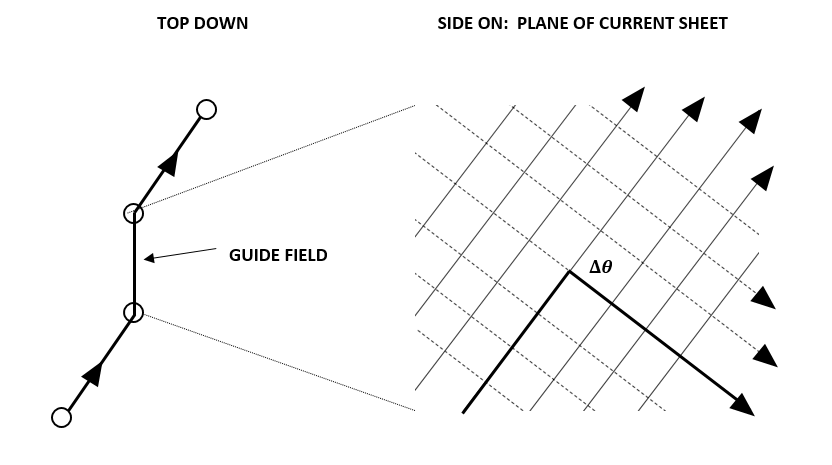 TOP DOWN
SIDE ON: PLANE OF CURRENT SHEET
GUIDE FIELD
Δθ